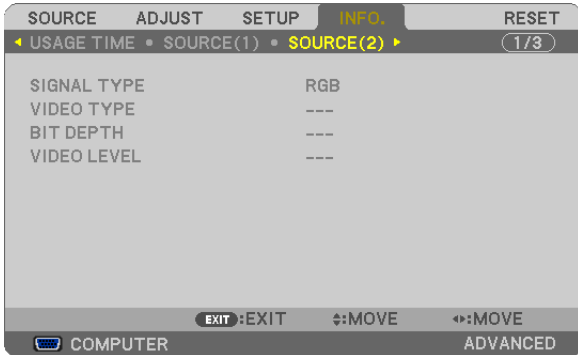 SOURCE ADJUST SETUP INFO. RESET
USAGE TIME • SOURCE(1) • SOURCE(2) 1/3
SIGNAL TYPE RGB
VIDEO TYPE ---
BIT DEPTH ---
VIDEO LEVEL ---
EXIT :EXIT :MOVE :MOVE
COMPUTER ADVANCED